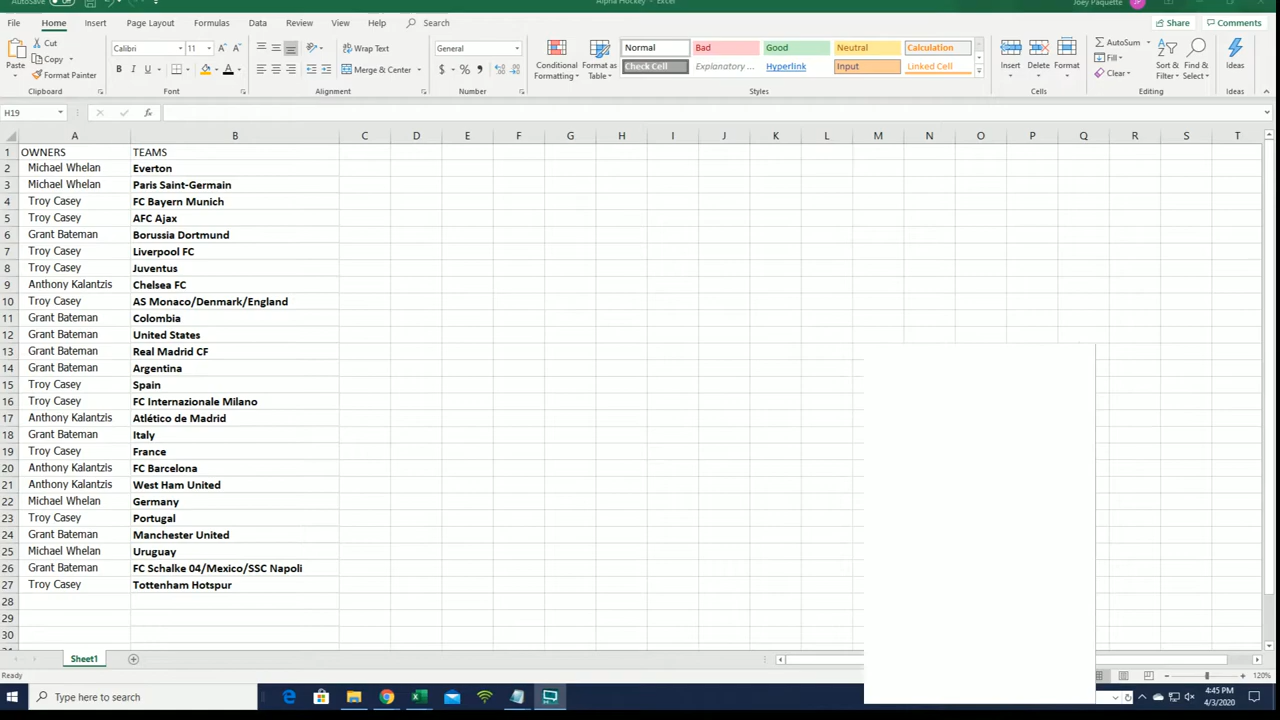 AutoSave Off Alpha Hockey - Excel Joey Paquette JP
File Home Insert Page Layout Formulas Data Review View Help Search Share Comments
Paste Cut Copy Format Painter Clipboard
Calibri 11 A A B I U A Font
Wrap Text Merge & Center Alignment
General $ % , Number
Conditional Formatting Format as Table
Normal Bad Good Neutral Calculation
Check Cell Explanatory ... Hyperlink Input Linked Cell
Styles
Insert Delete Format Cells
AutoSum Fill Clear Sort & Filter Find & Select Editing
Ideas Ideas
H19 fx
A B C D E F G H I J K L M N O P Q R S T
1 OWNERS TEAMS
2 Michael Whelan Everton
3 Michael Whelan Paris Saint-Germain
4 Troy Casey FC Bayern Munich
5 Troy Casey AFC Ajax
6 Grant Bateman Borussia Dortmund
7 Troy Casey Liverpool FC
8 Troy Casey Juventus
9 Anthony Kalantzis Chelsea FC
10 Troy Casey AS Monaco/Denmark/England
11 Grant Bateman Colombia
12 Grant Bateman United States
13 Grant Bateman Real Madrid CF
14 Grant Bateman Argentina
15 Troy Casey Spain
16 Troy Casey FC Internazionale Milano
17 Anthony Kalantzis Atlético de Madrid
18 Grant Bateman Italy
19 Troy Casey France
20 Anthony Kalantzis FC Barcelona
21 Anthony Kalantzis West Ham United
22 Michael Whelan Germany
23 Troy Casey Portugal
24 Grant Bateman Manchester United
25 Michael Whelan Uruguay
26 Grant Bateman FC Schalke 04/Mexico/SSC Napoli
27 Troy Casey Tottenham Hotspur
28
29
30
Sheet1
Ready 120%
Type here to search 4:45 PM
4/3/2020